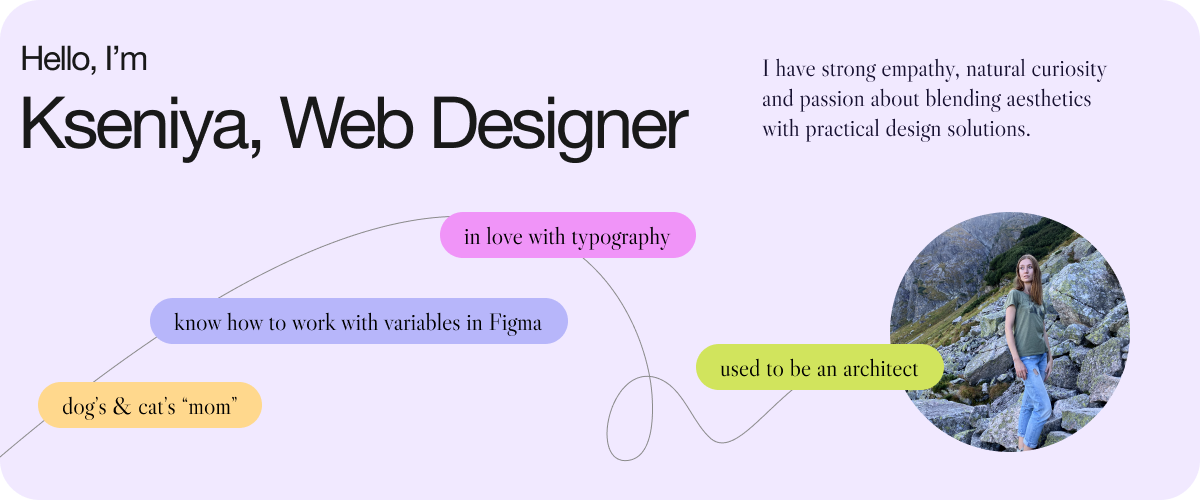 Hello, I’m
Kseniya, Web Designer
I have strong empathy, natural curiosity
and passion about blending aesthetics
with practical design solutions.
in love with typography
know how to work with variables in Figma
used to be an architect
dog’s & cat’s “mom”